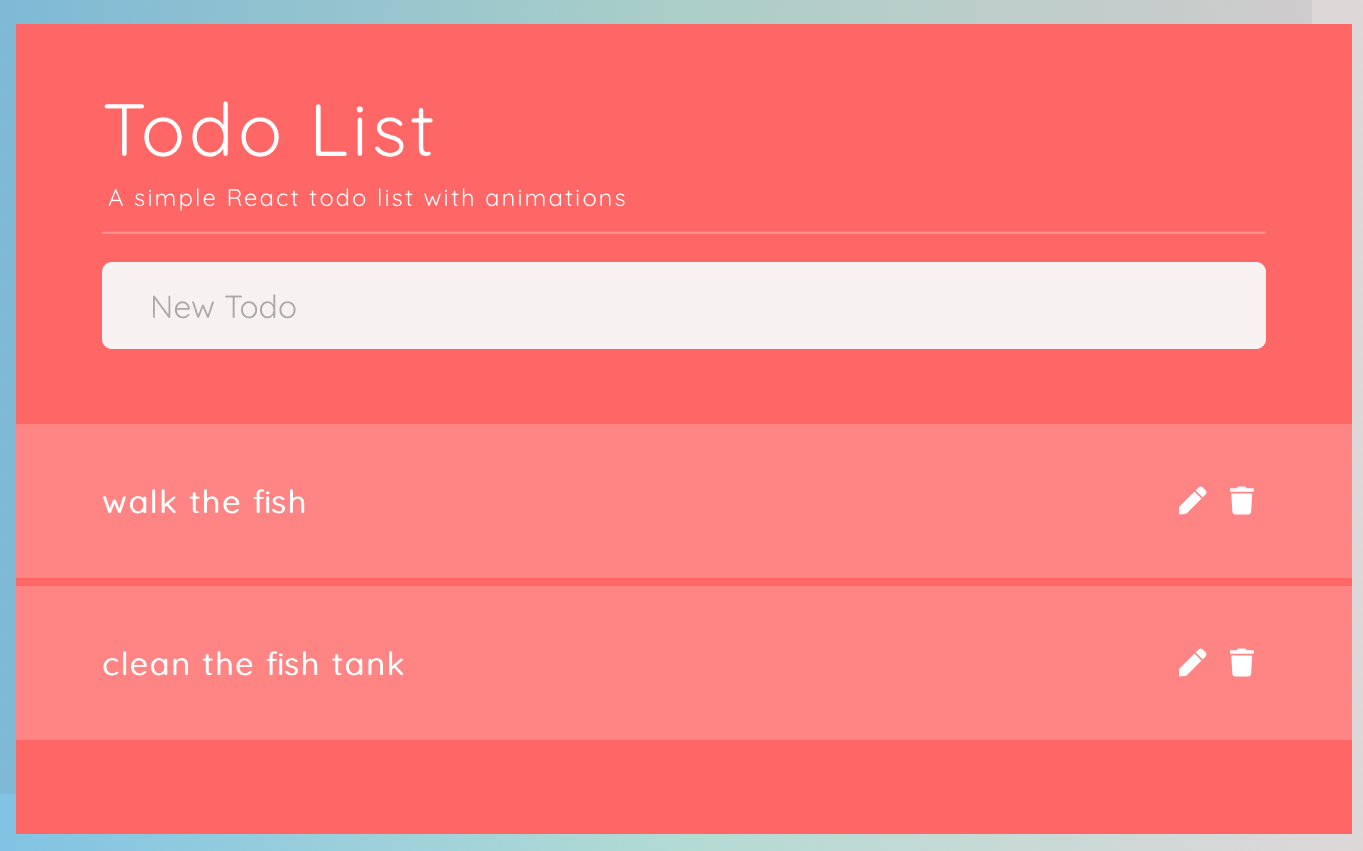 Todo List
A simple React todo list with animations
New Todo
walk the fish
clean the fish tank